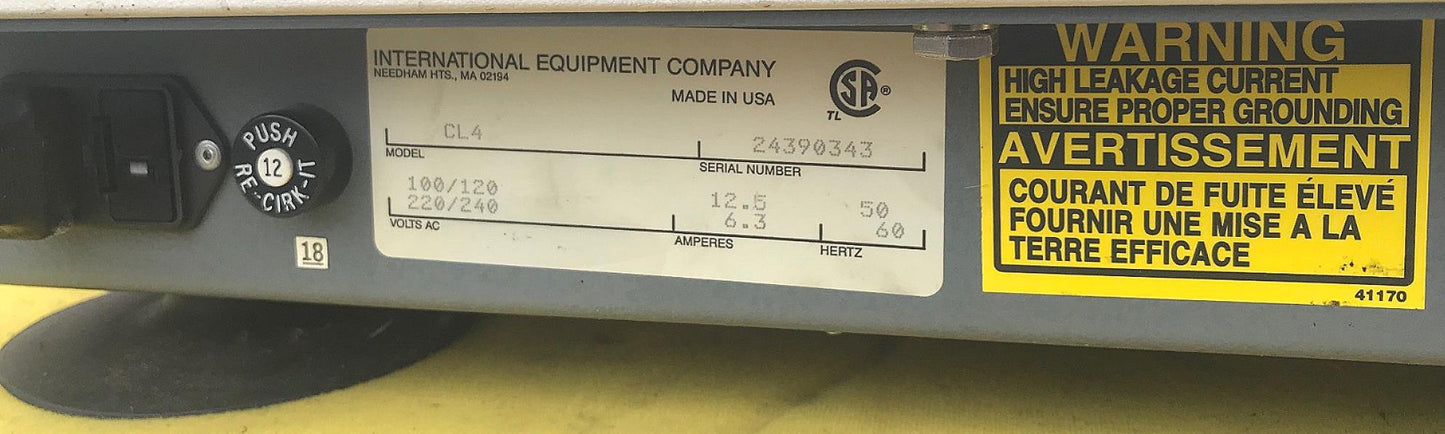 PUSH
12
RE-CIRK-IT
18
INTERNATIONAL EQUIPMENT COMPANY
NEEDHAM HTS., MA 02194
MADE IN USA
CSA®
TL
CL4
24390343
MODEL
SERIAL NUMBER
100/120 12.5 50
220/240 6.3 60
VOLTS AC AMPERES HERTZ
WARNING
HIGH LEAKAGE CURRENT
ENSURE PROPER GROUNDING
AVERTISSEMENT
COURANT DE FUITE ÉLEVÉ
FOURNIR UNE MISE A LA
TERRE EFFICACE
41170